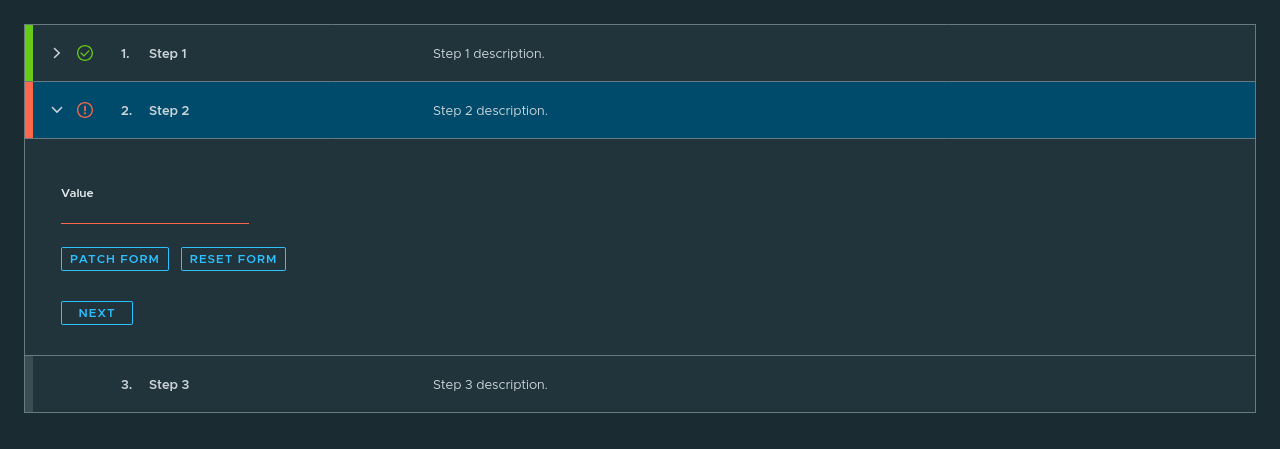 1. Step 1 Step 1 description.
2. Step 2 Step 2 description.
Value
PATCH FORM RESET FORM
NEXT
3. Step 3 Step 3 description.